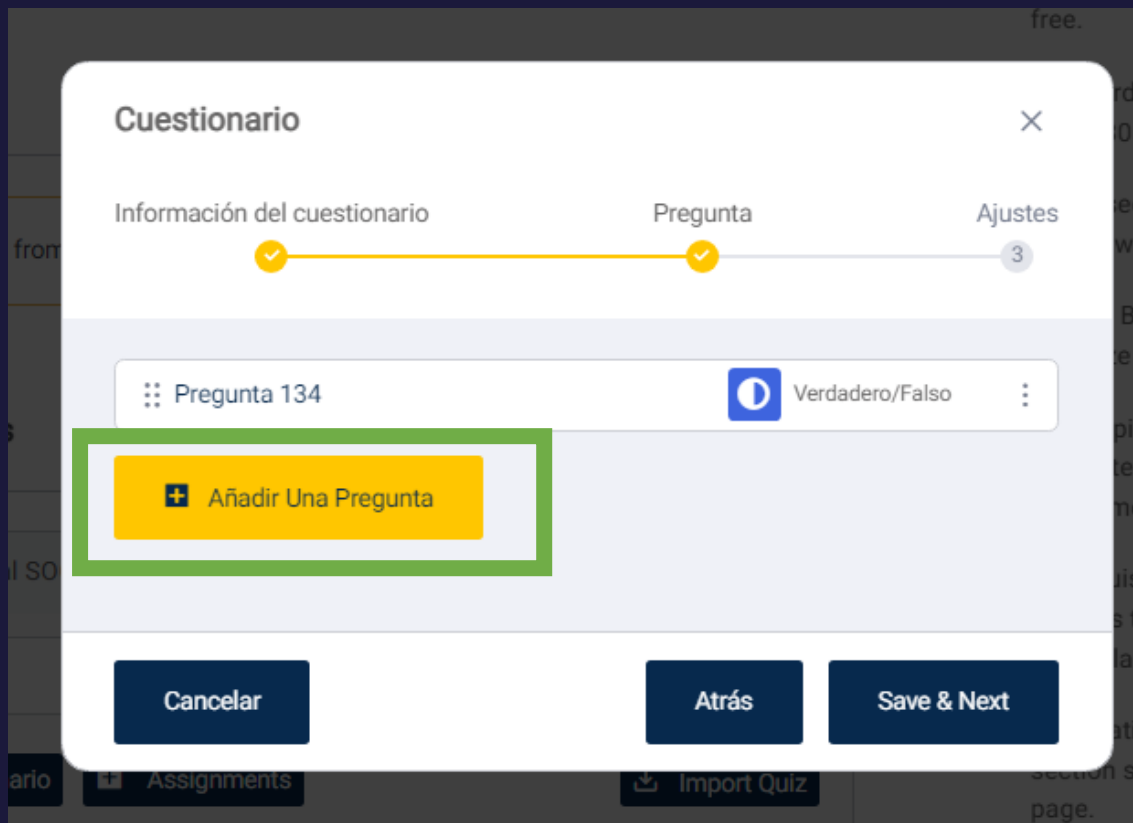 free.
Cuestionario
Información del cuestionario
Pregunta
Ajustes
3
from
Pregunta 134
Verdadero/Falso
Añadir Una Pregunta
Cancelar
Atrás
Save & Next
Assignments
Import Quiz
page.